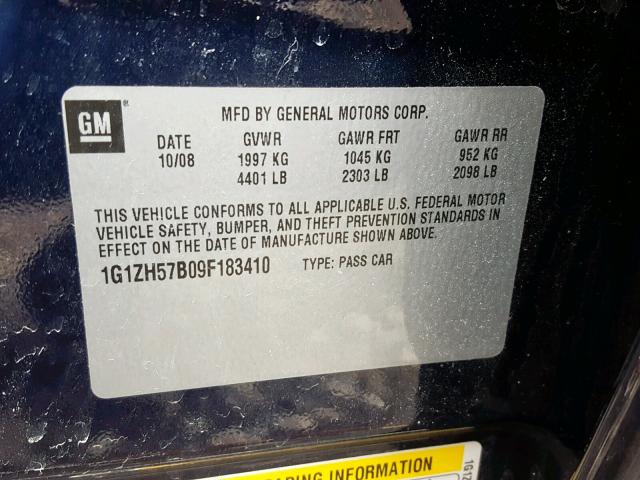 GM
MFD BY GENERAL MOTORS CORP.
DATE GVWR GAWR FRT GAWR RR
10/08 1997 KG 1045 KG 952 KG
4401 LB 2303 LB 2098 LB
THIS VEHICLE CONFORMS TO ALL APPLICABLE U.S. FEDERAL MOTOR
VEHICLE SAFETY, BUMPER, AND THEFT PREVENTION STANDARDS IN
EFFECT ON THE DATE OF MANUFACTURE SHOWN ABOVE.
1G1ZH57B09F183410 TYPE: PASS CAR
INFORMATION